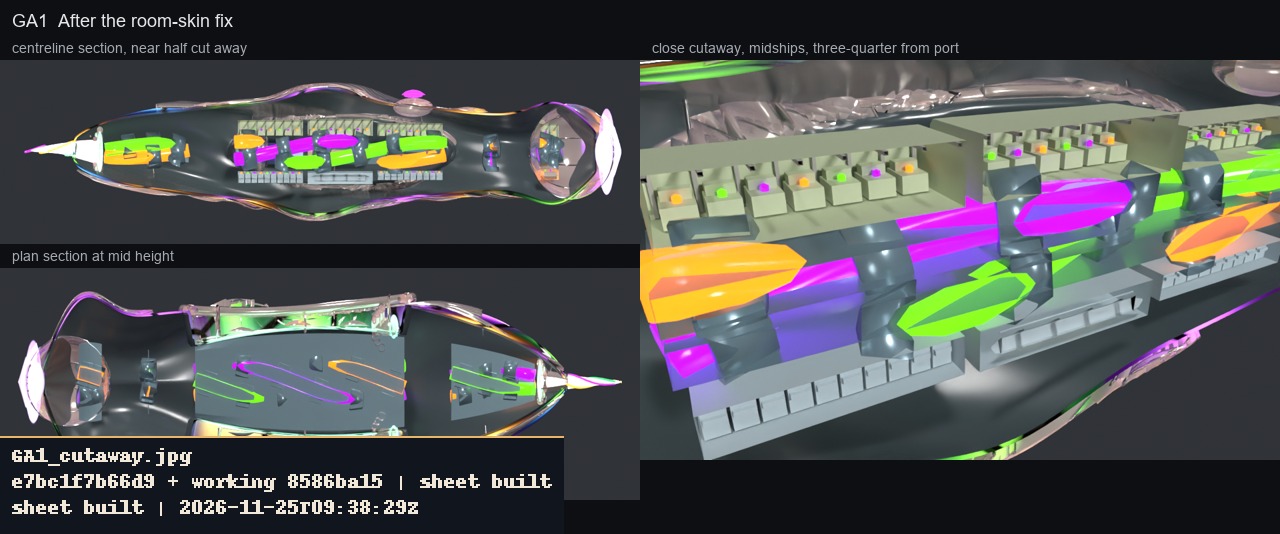 GA1 After the room-skin fix
centreline section, near half cut away
close cutaway, midships, three-quarter from port
plan section at mid height
GA1_cutaway.jpg
e7bc1f7b66d9 + working 8586ba15 | sheet built
sheet built | 2026-11-25T09:38:29Z